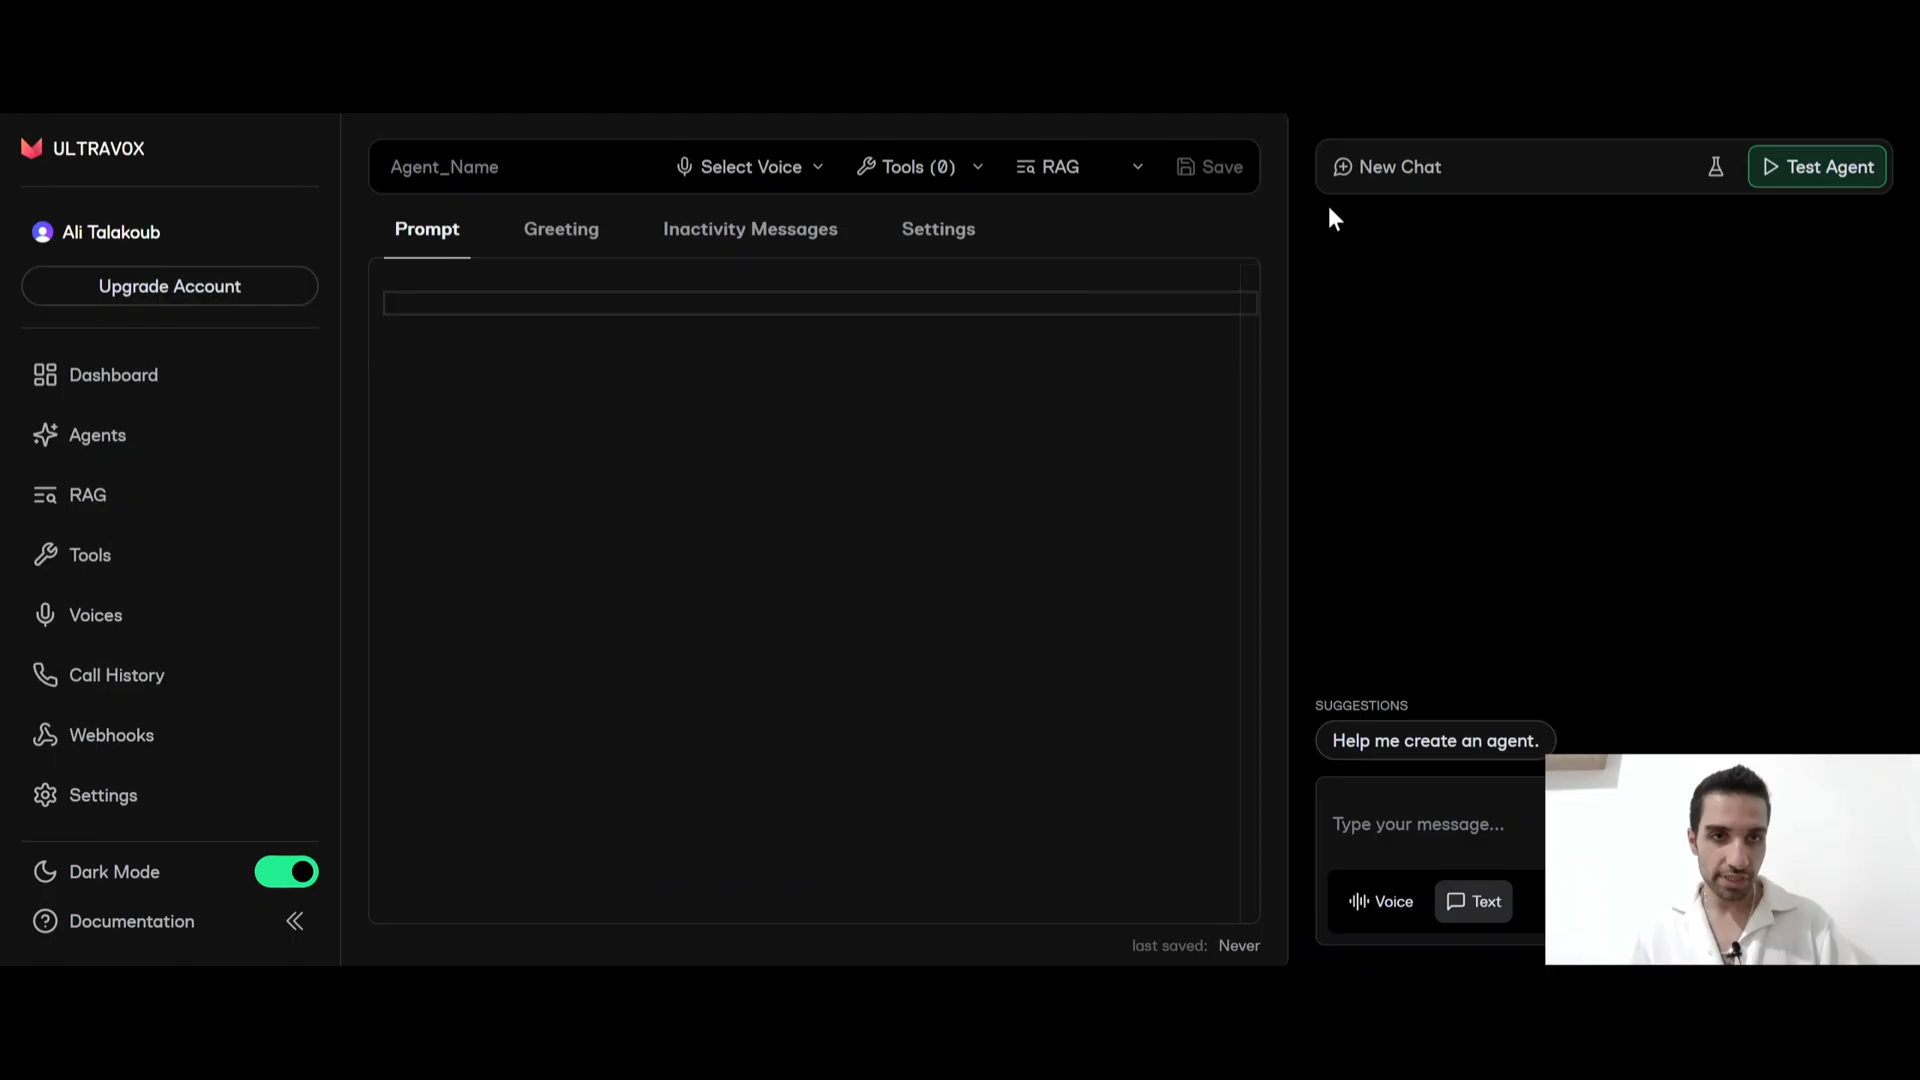 ULTRAVOX
Ali Talakoub
Upgrade Account
Dashboard
Agents
RAG
Tools
Voices
Call History
Webhooks
Settings
Dark Mode
Documentation
Agent_Name
Select Voice
Tools (0)
RAG
Save
Prompt
Greeting
Inactivity Messages
Settings
last saved: Never
New Chat
Test Agent
SUGGESTIONS
Help me create an agent.
Type your message...
Voice
Text